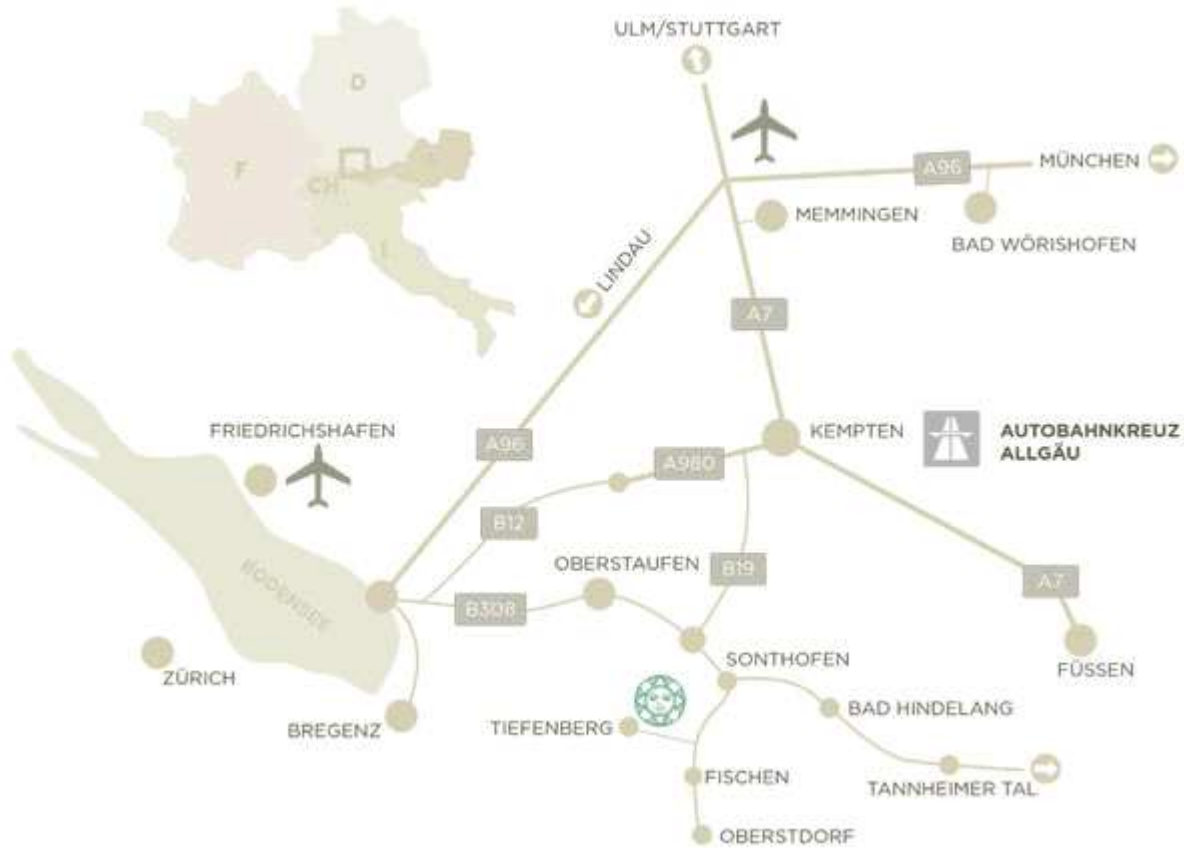 ULM/STUTTGART
D
F
CH
I
A96
MÜNCHEN
MEMMINGEN
BAD WÖRISHOFEN
LINDAU
A7
FRIEDRICHSHAFEN
A96
KEMPTEN
AUTOBAHNKREUZ
ALLGÄU
A980
B12
BODENSEE
OBERSTAUFEN
B19
A7
B308
ZÜRICH
SONTHOFEN
FÜSSEN
BREGENZ
TIEFENBERG
BAD HINDELANG
FISCHEN
TANNHEIMER TAL
OBERSTDORF